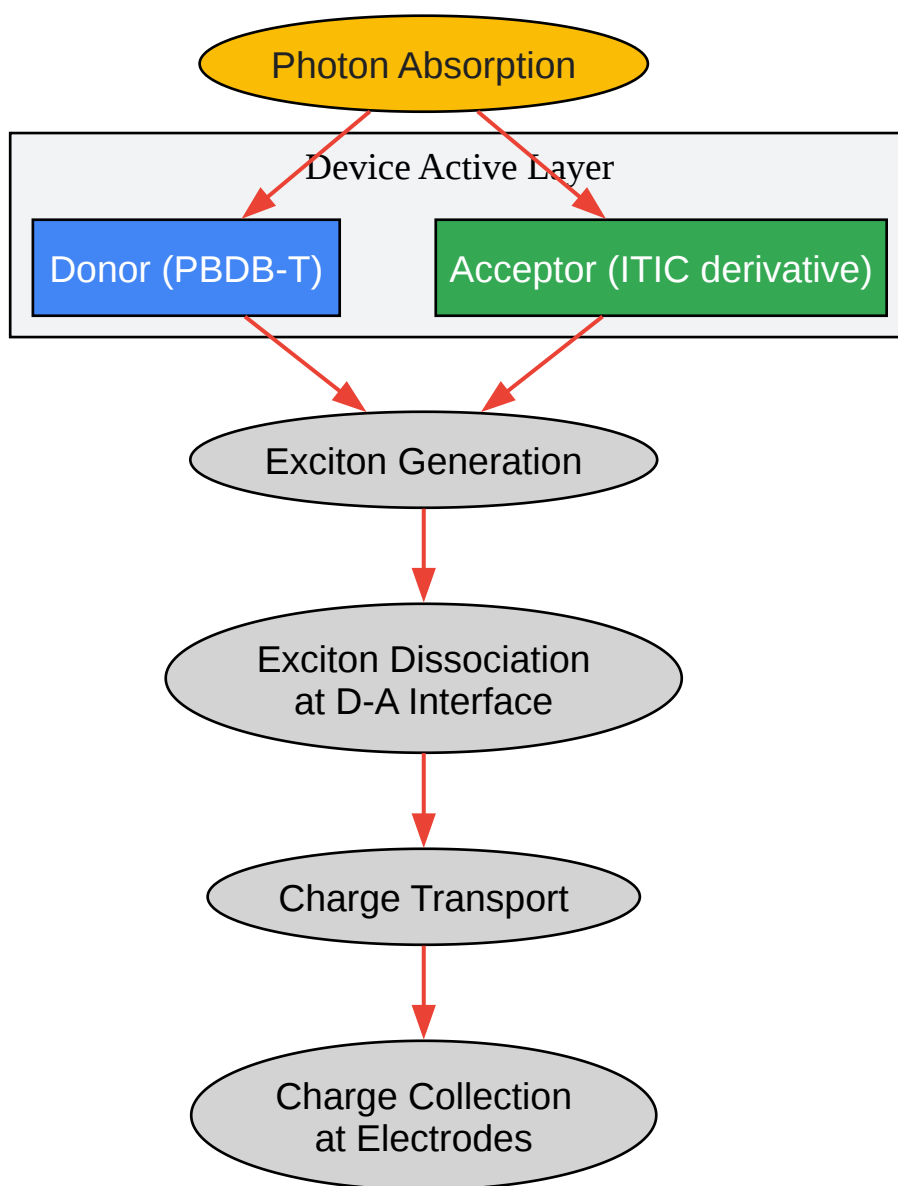 Photon Absorption
Device Active Layer
Donor (PBDB-T)
Acceptor (ITIC derivative)
Exciton Generation
Exciton Dissociation
at D-A Interface
Charge Transport
Charge Collection
at Electrodes